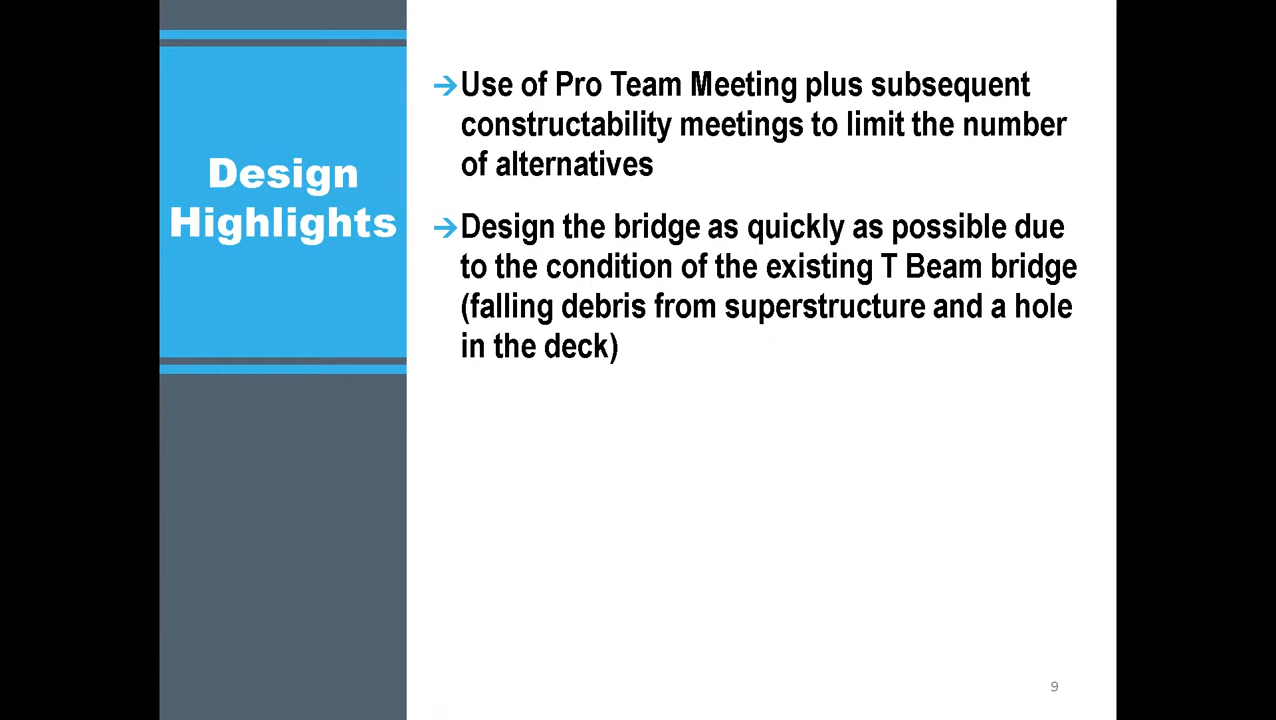 Design
Highlights
→Use of Pro Team Meeting plus subsequent
constructability meetings to limit the number
of alternatives
→Design the bridge as quickly as possible due
to the condition of the existing T Beam bridge
(falling debris from superstructure and a hole
in the deck)
9